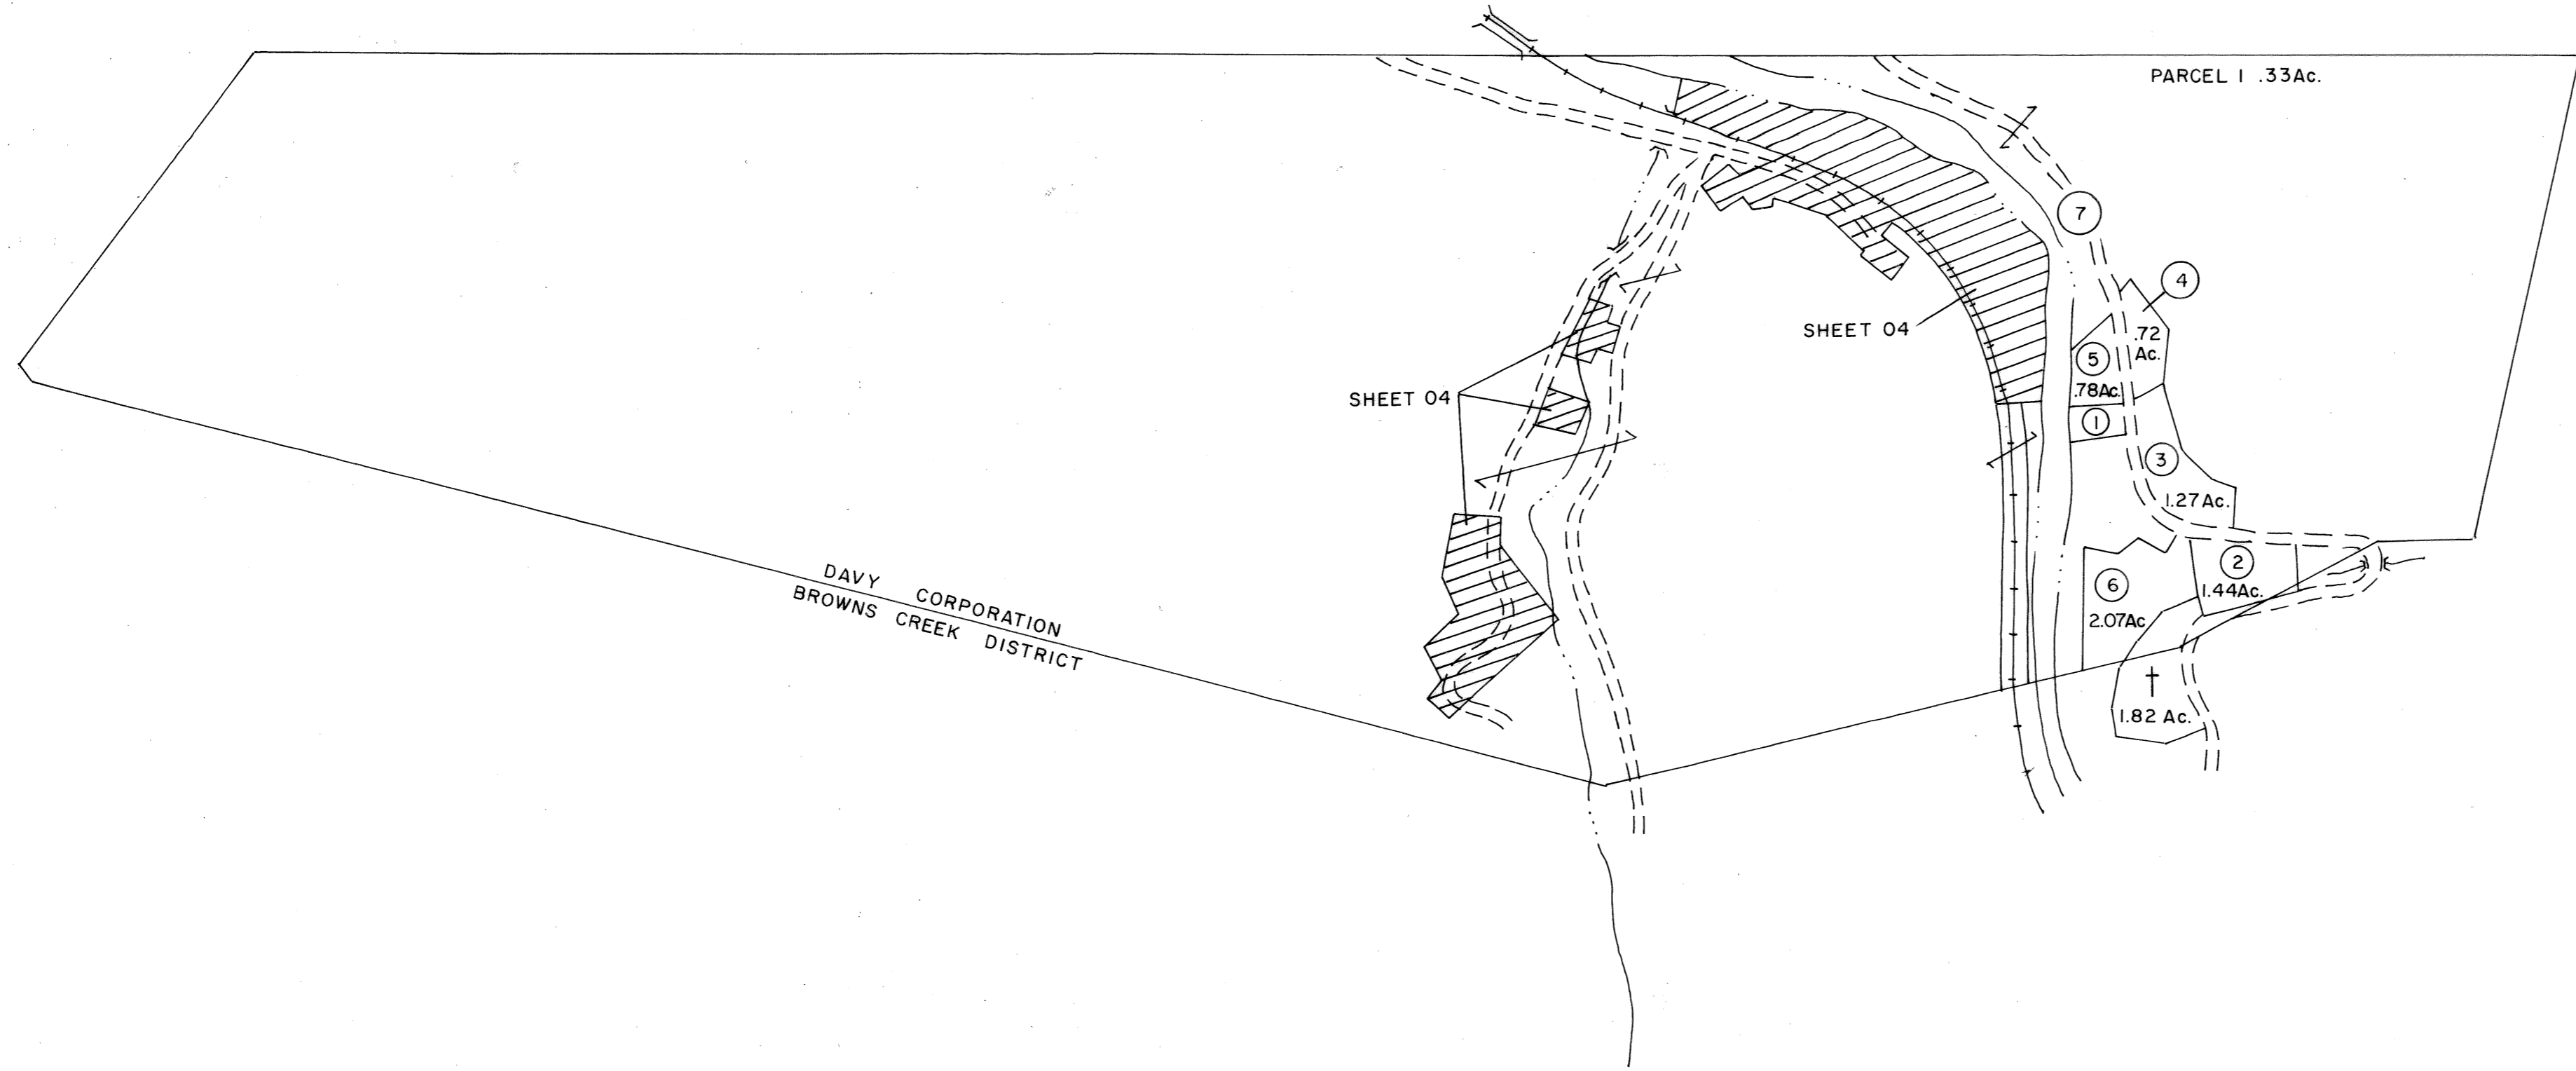 PARCEL 1 .33Ac.
7
4
.72
Ac.
SHEET 04
5
.78Ac.
SHEET 04
1
3
1.27Ac.
2
1.44Ac.
6
2.07Ac
DAVY CORPORATION
BROWNS CREEK DISTRICT
1.82 Ac.